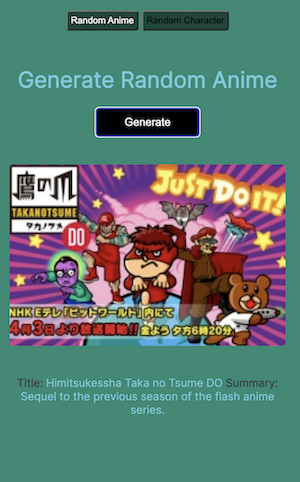 Random Anime Random Character
Generate Random Anime
Generate
鷹の爪
TAKANOTSUME
タカノツメ
DO
JUST DO IT!
NHK Eテレ「ビットワールド」内にて
4月3日より放送開始!! 金よう 夕方6時20分
Title: Himitsukessha Taka no Tsume DO Summary:
Sequel to the previous season of the flash anime
series.